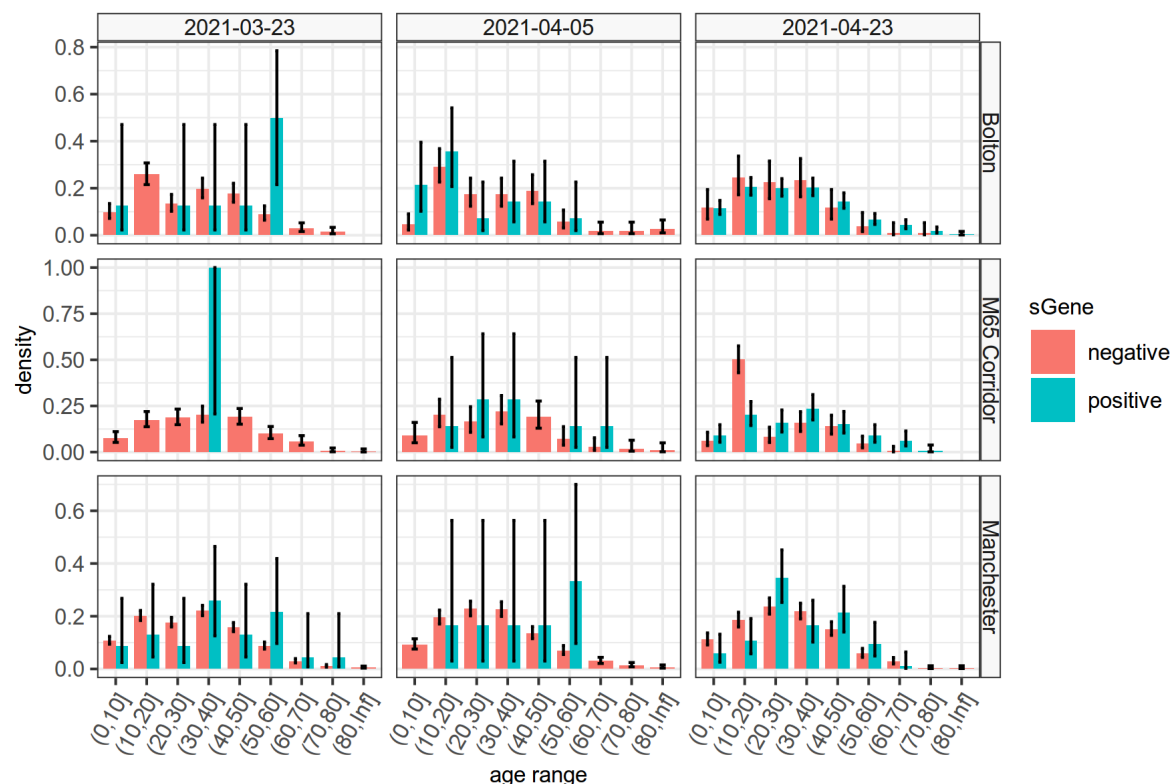 2021-03-23 2021-04-05 2021-04-23
0.8
0.6
0.4
0.2
0.0
Bolton
1.00
0.75
0.50
0.25
0.00
M65 Corridor
0.6
0.4
0.2
0.0
Manchester
density
(0,10] (10,20] (20,30] (30,40] (40,50] (50,60] (60,70] (70,80] (80,Inf] (0,10] (10,20] (20,30] (30,40] (40,50] (50,60] (60,70] (70,80] (80,Inf] (0,10] (10,20] (20,30] (30,40] (40,50] (50,60] (60,70] (70,80] (80,Inf]
age range
sGene
negative
positive